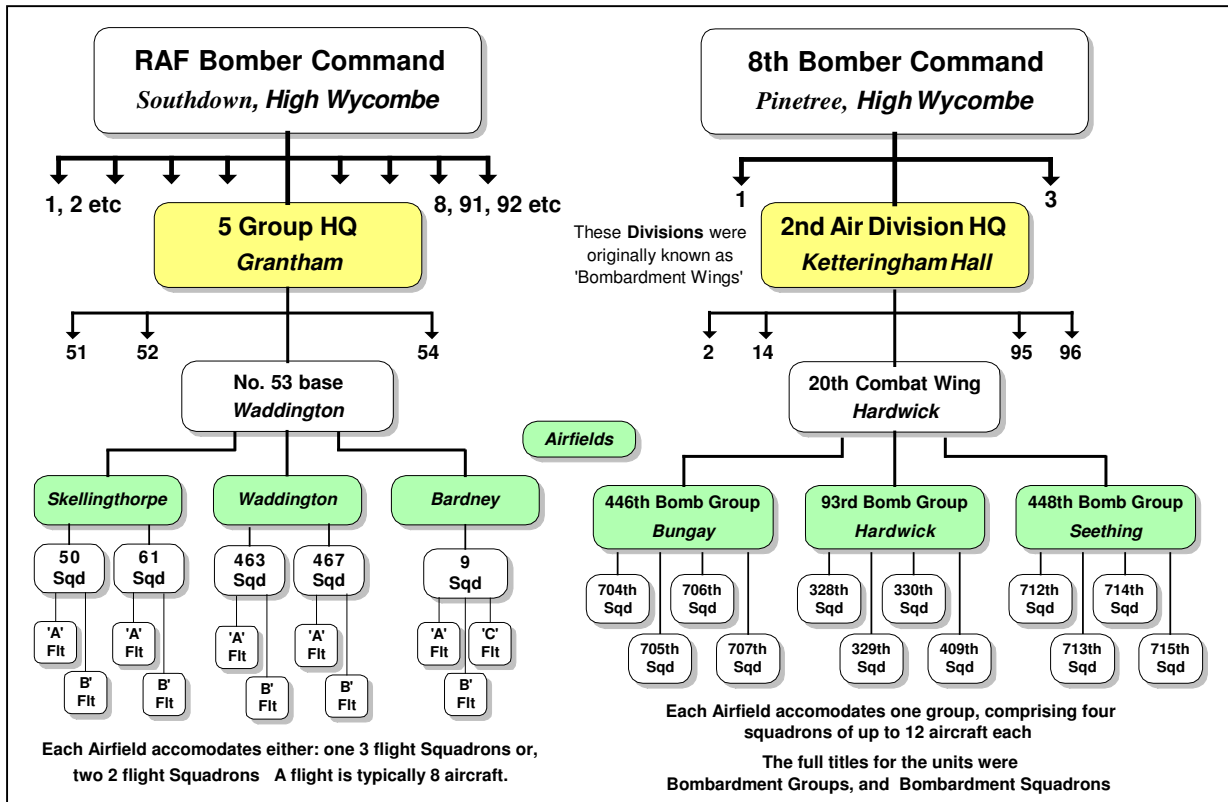 RAF Bomber Command
Southdown, High Wycombe
1, 2 etc
8, 91, 92 etc
5 Group HQ
Grantham
51
52
54
No. 53 base
Waddington
Skellingthorpe
Waddington
Bardney
50
Sqd
61
Sqd
463
Sqd
467
Sqd
9
Sqd
'A'
Flt
B'
Flt
'A'
Flt
B'
Flt
'A'
Flt
B'
Flt
'A'
Flt
B'
Flt
'A'
Flt
B'
Flt
'C'
Flt
Each Airfield accomodates either: one 3 flight Squadrons or,
two 2 flight Squadrons A flight is typically 8 aircraft.
Airfields
8th Bomber Command
Pinetree, High Wycombe
1
3
These Divisions were
originally known as
'Bombardment Wings'
2nd Air Division HQ
Ketteringham Hall
2
14
95
96
20th Combat Wing
Hardwick
446th Bomb Group
Bungay
93rd Bomb Group
Hardwick
448th Bomb Group
Seething
704th
Sqd
705th
Sqd
706th
Sqd
707th
Sqd
328th
Sqd
329th
Sqd
330th
Sqd
409th
Sqd
712th
Sqd
713th
Sqd
714th
Sqd
715th
Sqd
Each Airfield accomodates one group, comprising four
squadrons of up to 12 aircraft each
The full titles for the units were
Bombardment Groups, and Bombardment Squadrons